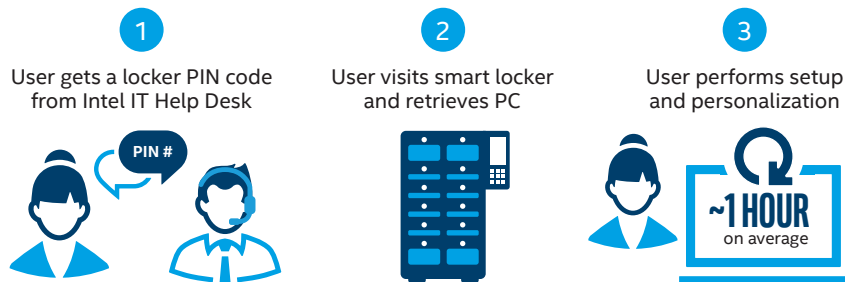 1
User gets a locker PIN code
from Intel IT Help Desk
PIN #
2
User visits smart locker
and retrieves PC
3
User performs setup
and personalization
~1 HOUR
on average